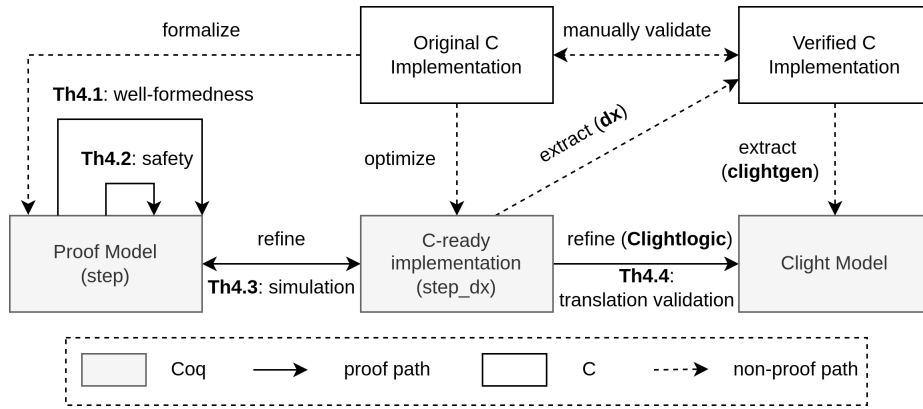 formalize
Original C
Implementation
manually validate
Verified C
Implementation
Th4.1: well-formedness
Th4.2: safety
optimize
extract (dx)
extract
(clightgen)
Proof Model
(step)
refine
Th4.3: simulation
C-ready
implementation
(step_dx)
refine (Clightlogic)
Th4.4:
translation validation
Clight Model
Coq
proof path
C
non-proof path